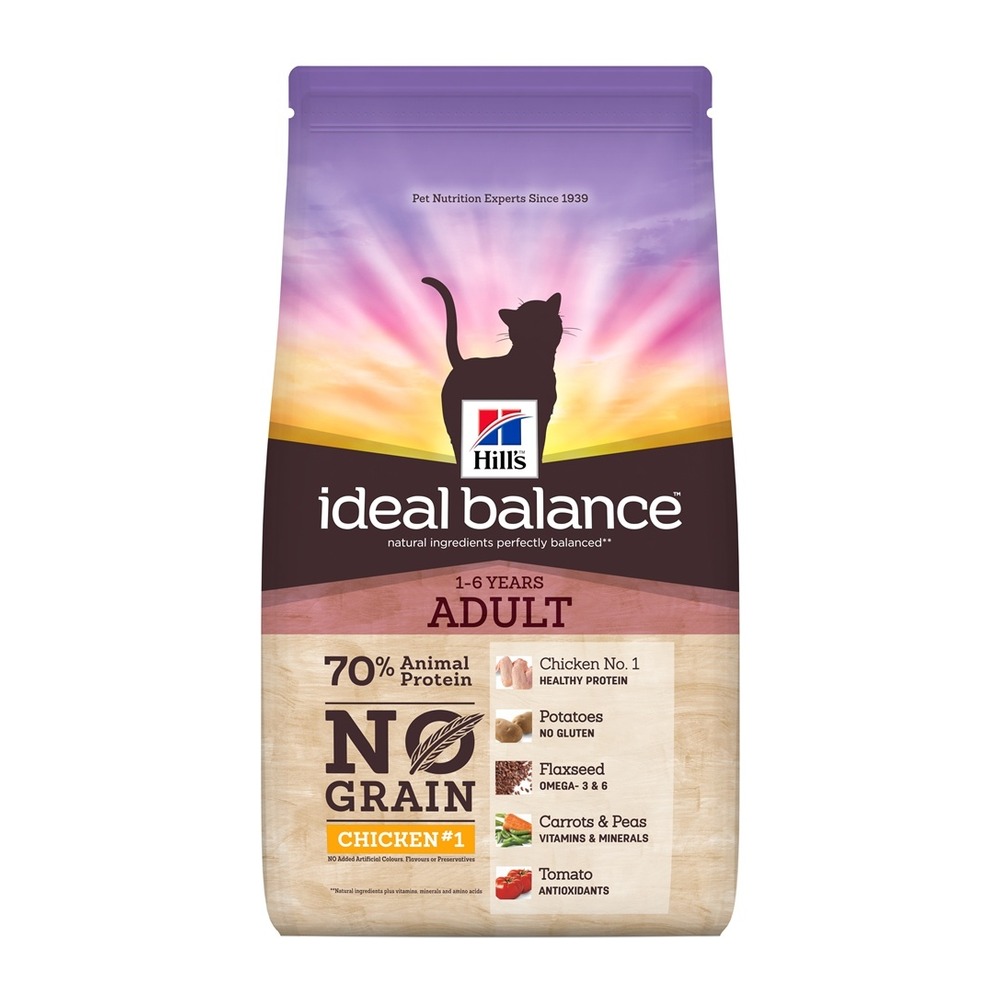 Pet Nutrition Experts Since 1939
Hill's™
ideal balance™
natural ingredients perfectly balanced**
1-6 YEARS
ADULT
70% Animal Protein
NO
GRAIN
CHICKEN #1
NO Added Artificial Colours, Flavours or Preservatives
**Natural ingredients plus vitamins, minerals and amino acids
Chicken No. 1
HEALTHY PROTEIN
Potatoes
NO GLUTEN
Flaxseed
OMEGA- 3 & 6
Carrots & Peas
VITAMINS & MINERALS
Tomato
ANTIOXIDANTS